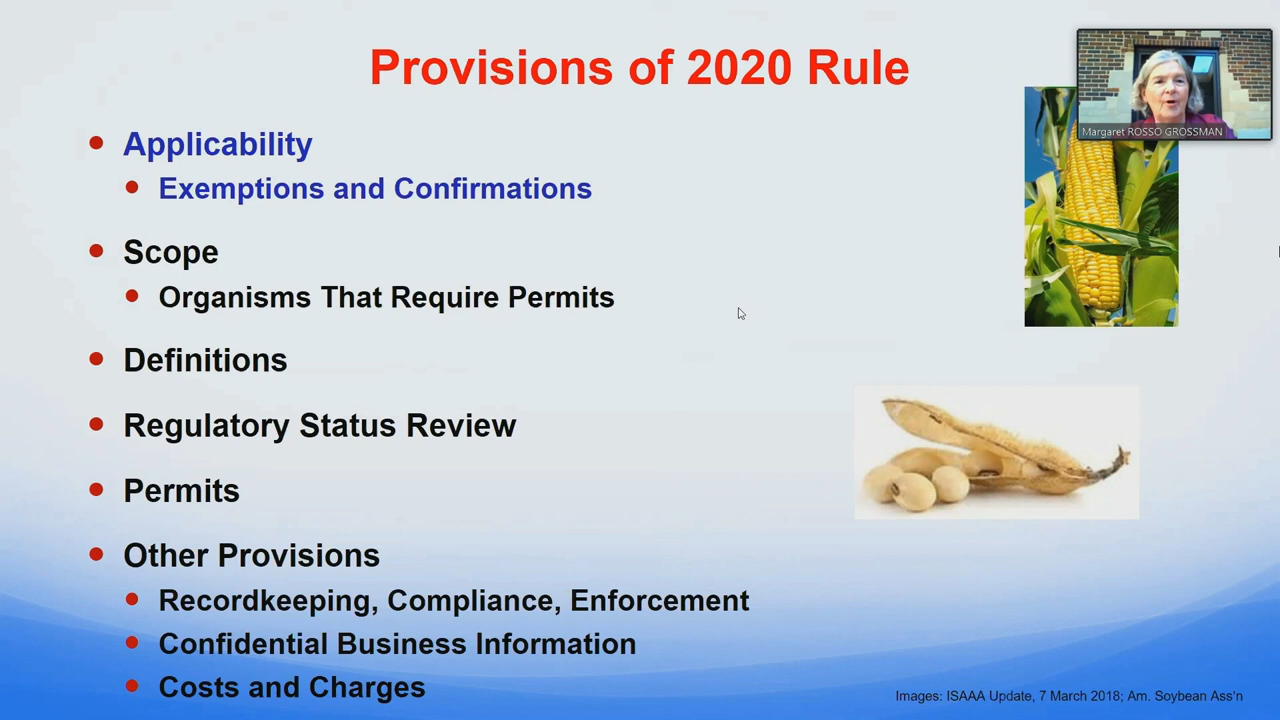 Provisions of 2020 Rule
Margaret ROSSO GROSSMAN
Applicability
Exemptions and Confirmations
Scope
Organisms That Require Permits
Definitions
Regulatory Status Review
Permits
Other Provisions
Recordkeeping, Compliance, Enforcement
Confidential Business Information
Costs and Charges
Images: ISAAA Update, 7 March 2018; Am. Soybean Ass'n